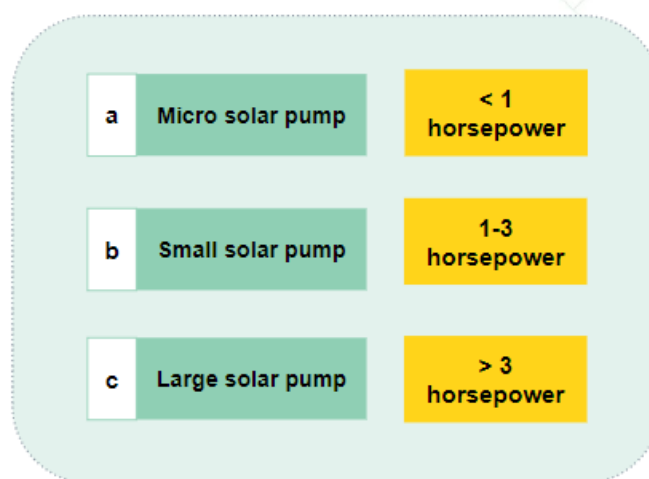 a Micro solar pump < 1
horsepower
b Small solar pump 1-3
horsepower
c Large solar pump > 3
horsepower